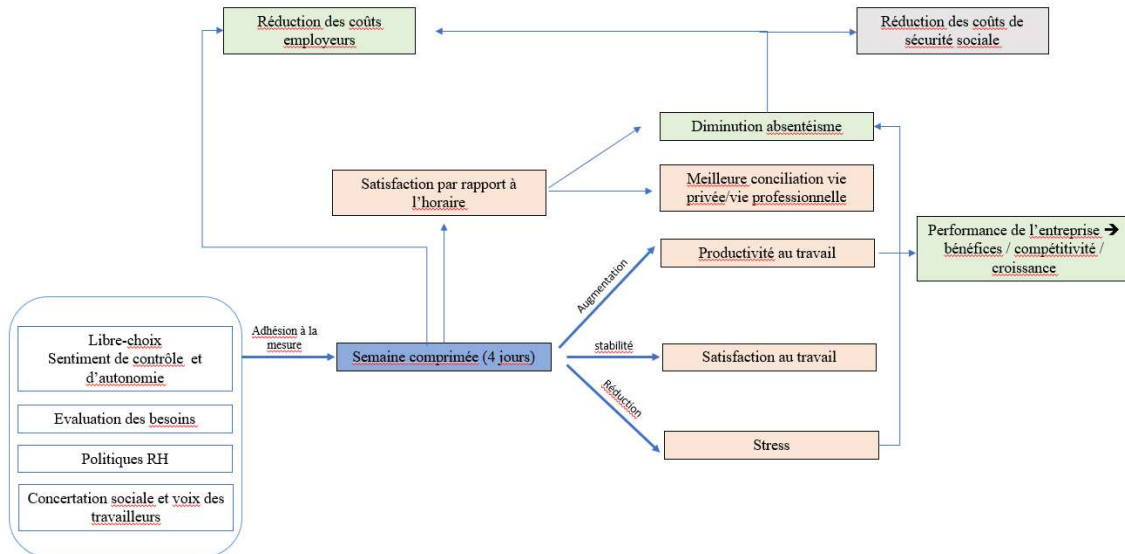 Réduction des coûts
employeurs
Réduction des coûts de
sécurité sociale
Diminution absentéisme
Satisfaction par rapport à
l’horaire
Meilleure conciliation vie
privée/vie professionnelle
Performance de l’entreprise ➔
bénéfices / compétitivité /
croissance
Productivité au travail
Augmentation
Libre-choix
Sentiment de contrôle et
d’autonomie
Evaluation des besoins
Politiques RH
Concertation sociale et voix des
travailleurs
Adhésion à la
mesure
Semaine comprimée (4 jours)
stabilité
Satisfaction au travail
Réduction
Stress